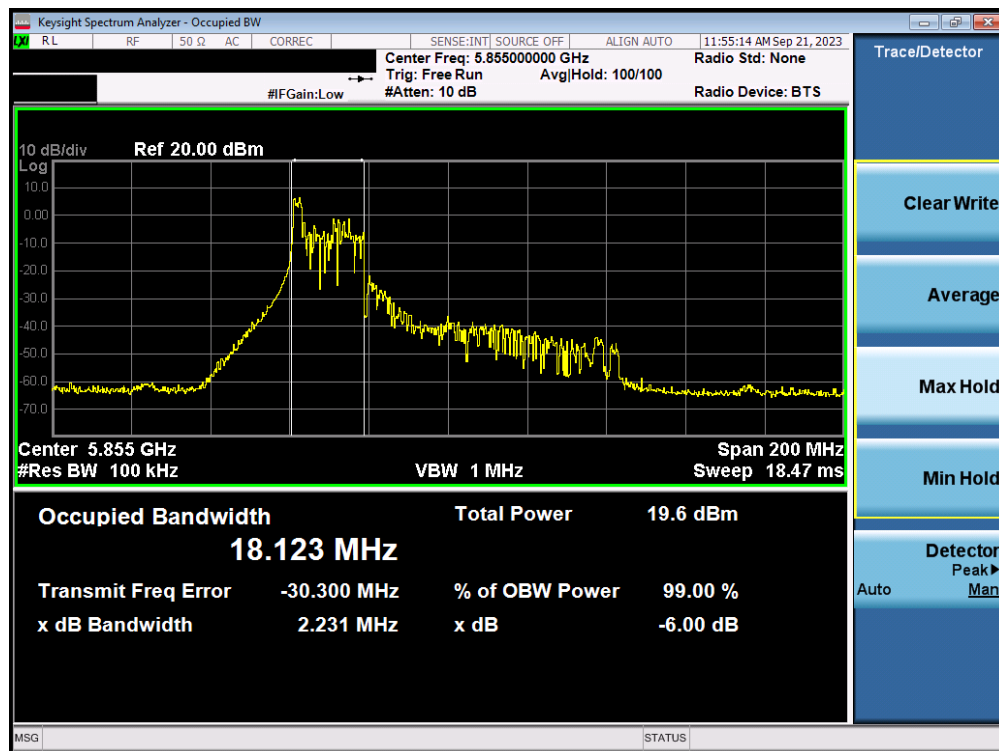 Keysight Spectrum Analyzer - Occupied BW
LXI RL RF 50 Ω AC CORREC SENSE:INT SOURCE OFF ALIGN AUTO 11:55:14 AM Sep 21, 2023
Center Freq: 5.855000000 GHz Radio Std: None
Trig: Free Run Avg|Hold: 100/100
#IFGain:Low #Atten: 10 dB Radio Device: BTS
10 dB/div Ref 20.00 dBm
Log
10.0
0.00
-10.0
-20.0
-30.0
-40.0
-50.0
-60.0
-70.0
Center 5.855 GHz Span 200 MHz
#Res BW 100 kHz VBW 1 MHz Sweep 18.47 ms
Occupied Bandwidth Total Power 19.6 dBm
18.123 MHz
Transmit Freq Error -30.300 MHz % of OBW Power 99.00 %
x dB Bandwidth 2.231 MHz x dB -6.00 dB
MSG STATUS
Trace/Detector
Clear Write
Average
Max Hold
Min Hold
Detector
Peak▶
Auto Man